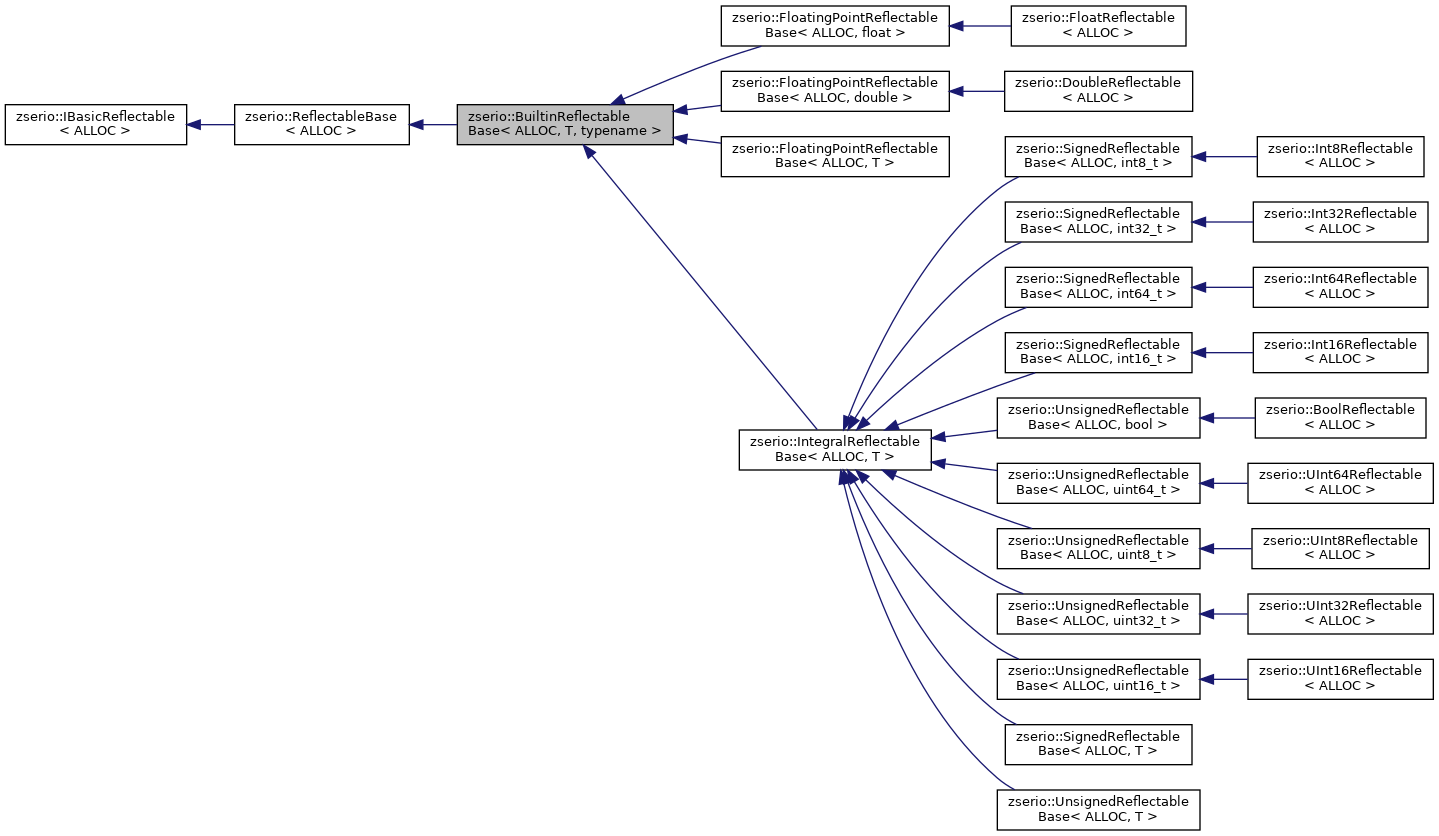 zserio::IBasicReflectable
< ALLOC >
zserio::ReflectableBase
< ALLOC >
zserio::BuiltinReflectable
Base< ALLOC, T, typename >
zserio::FloatingPointReflectable
Base< ALLOC, float >
zserio::FloatReflectable
< ALLOC >
zserio::FloatingPointReflectable
Base< ALLOC, double >
zserio::DoubleReflectable
< ALLOC >
zserio::FloatingPointReflectable
Base< ALLOC, T >
zserio::IntegralReflectable
Base< ALLOC, T >
zserio::SignedReflectable
Base< ALLOC, int8_t >
zserio::Int8Reflectable
< ALLOC >
zserio::SignedReflectable
Base< ALLOC, int32_t >
zserio::Int32Reflectable
< ALLOC >
zserio::SignedReflectable
Base< ALLOC, int64_t >
zserio::Int64Reflectable
< ALLOC >
zserio::SignedReflectable
Base< ALLOC, int16_t >
zserio::Int16Reflectable
< ALLOC >
zserio::UnsignedReflectable
Base< ALLOC, bool >
zserio::BoolReflectable
< ALLOC >
zserio::UnsignedReflectable
Base< ALLOC, uint64_t >
zserio::UInt64Reflectable
< ALLOC >
zserio::UnsignedReflectable
Base< ALLOC, uint8_t >
zserio::UInt8Reflectable
< ALLOC >
zserio::UnsignedReflectable
Base< ALLOC, uint32_t >
zserio::UInt32Reflectable
< ALLOC >
zserio::UnsignedReflectable
Base< ALLOC, uint16_t >
zserio::UInt16Reflectable
< ALLOC >
zserio::SignedReflectable
Base< ALLOC, T >
zserio::UnsignedReflectable
Base< ALLOC, T >